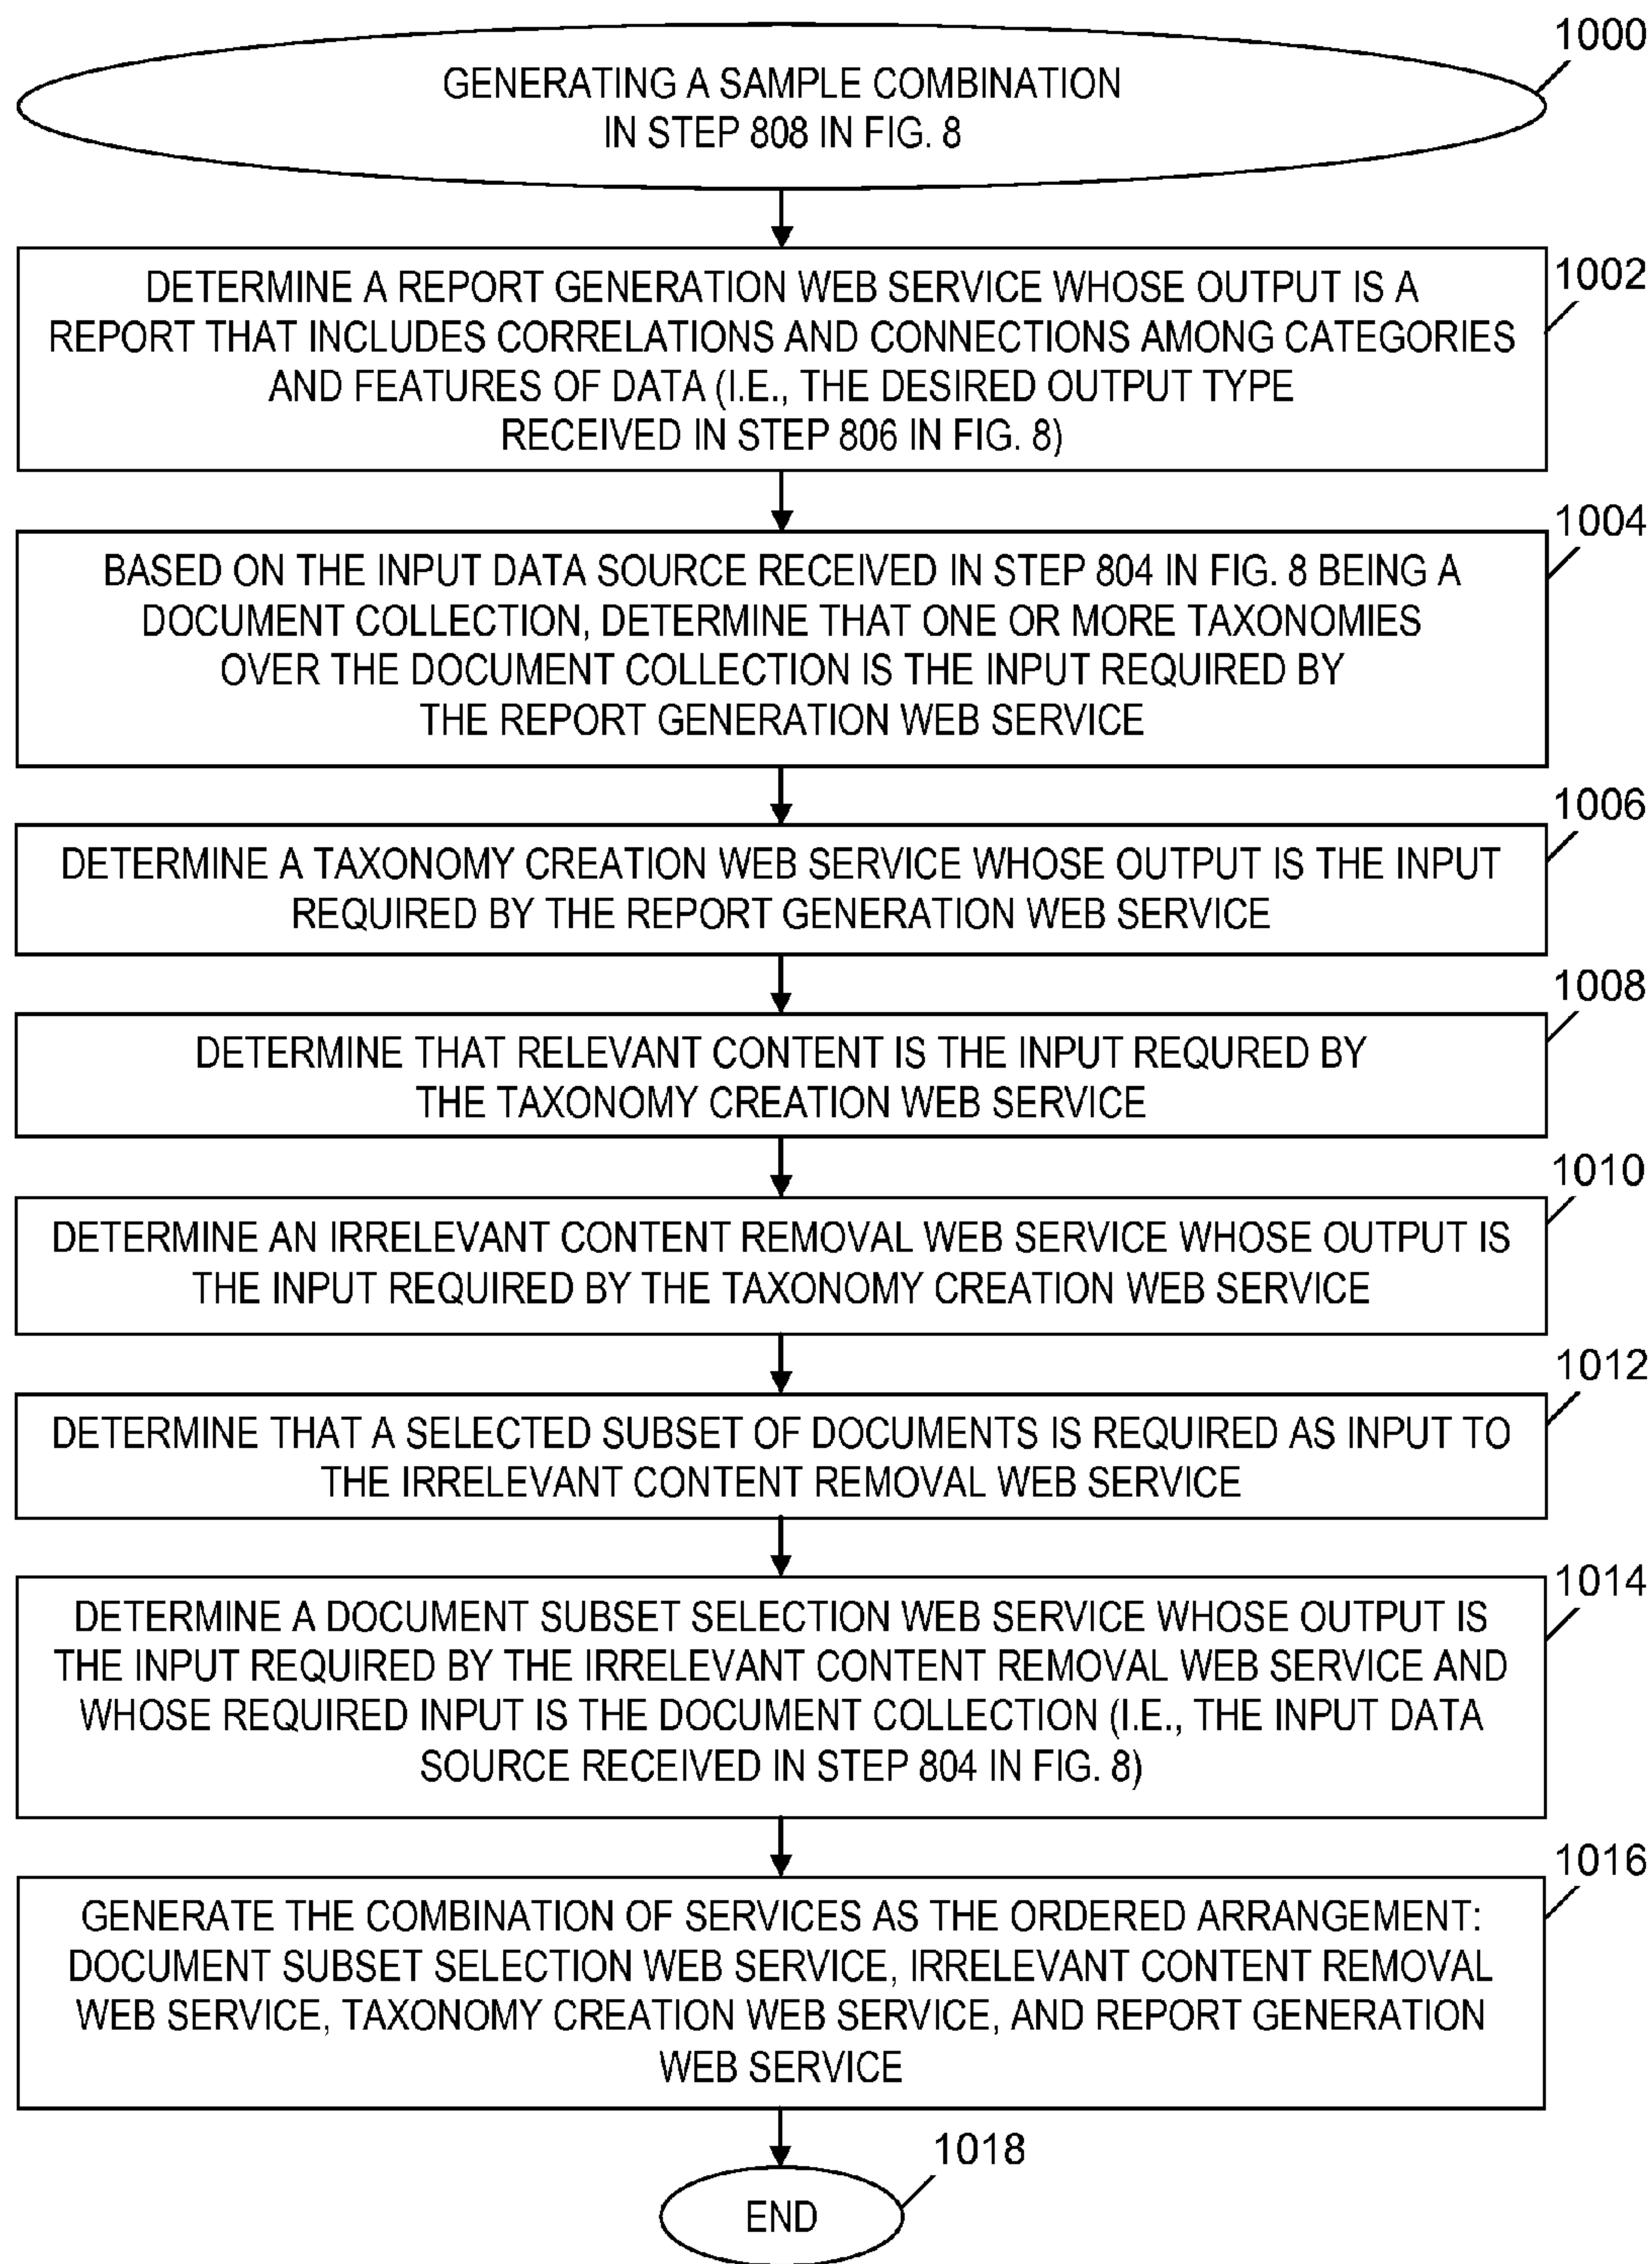 1000
GENERATING A SAMPLE COMBINATION
IN STEP 808 IN FIG. 8
1002
DETERMINE A REPORT GENERATION WEB SERVICE WHOSE OUTPUT IS A
REPORT THAT INCLUDES CORRELATIONS AND CONNECTIONS AMONG CATEGORIES
AND FEATURES OF DATA (I.E., THE DESIRED OUTPUT TYPE
RECEIVED IN STEP 806 IN FIG. 8)
1004
BASED ON THE INPUT DATA SOURCE RECEIVED IN STEP 804 IN FIG. 8 BEING A
DOCUMENT COLLECTION, DETERMINE THAT ONE OR MORE TAXONOMIES
OVER THE DOCUMENT COLLECTION IS THE INPUT REQUIRED BY
THE REPORT GENERATION WEB SERVICE
1006
DETERMINE A TAXONOMY CREATION WEB SERVICE WHOSE OUTPUT IS THE INPUT
REQUIRED BY THE REPORT GENERATION WEB SERVICE
1008
DETERMINE THAT RELEVANT CONTENT IS THE INPUT REQURED BY
THE TAXONOMY CREATION WEB SERVICE
1010
DETERMINE AN IRRELEVANT CONTENT REMOVAL WEB SERVICE WHOSE OUTPUT IS
THE INPUT REQUIRED BY THE TAXONOMY CREATION WEB SERVICE
1012
DETERMINE THAT A SELECTED SUBSET OF DOCUMENTS IS REQUIRED AS INPUT TO
THE IRRELEVANT CONTENT REMOVAL WEB SERVICE
1014
DETERMINE A DOCUMENT SUBSET SELECTION WEB SERVICE WHOSE OUTPUT IS
THE INPUT REQUIRED BY THE IRRELEVANT CONTENT REMOVAL WEB SERVICE AND
WHOSE REQUIRED INPUT IS THE DOCUMENT COLLECTION (I.E., THE INPUT DATA
SOURCE RECEIVED IN STEP 804 IN FIG. 8)
1016
GENERATE THE COMBINATION OF SERVICES AS THE ORDERED ARRANGEMENT:
DOCUMENT SUBSET SELECTION WEB SERVICE, IRRELEVANT CONTENT REMOVAL
WEB SERVICE, TAXONOMY CREATION WEB SERVICE, AND REPORT GENERATION
WEB SERVICE
1018
END